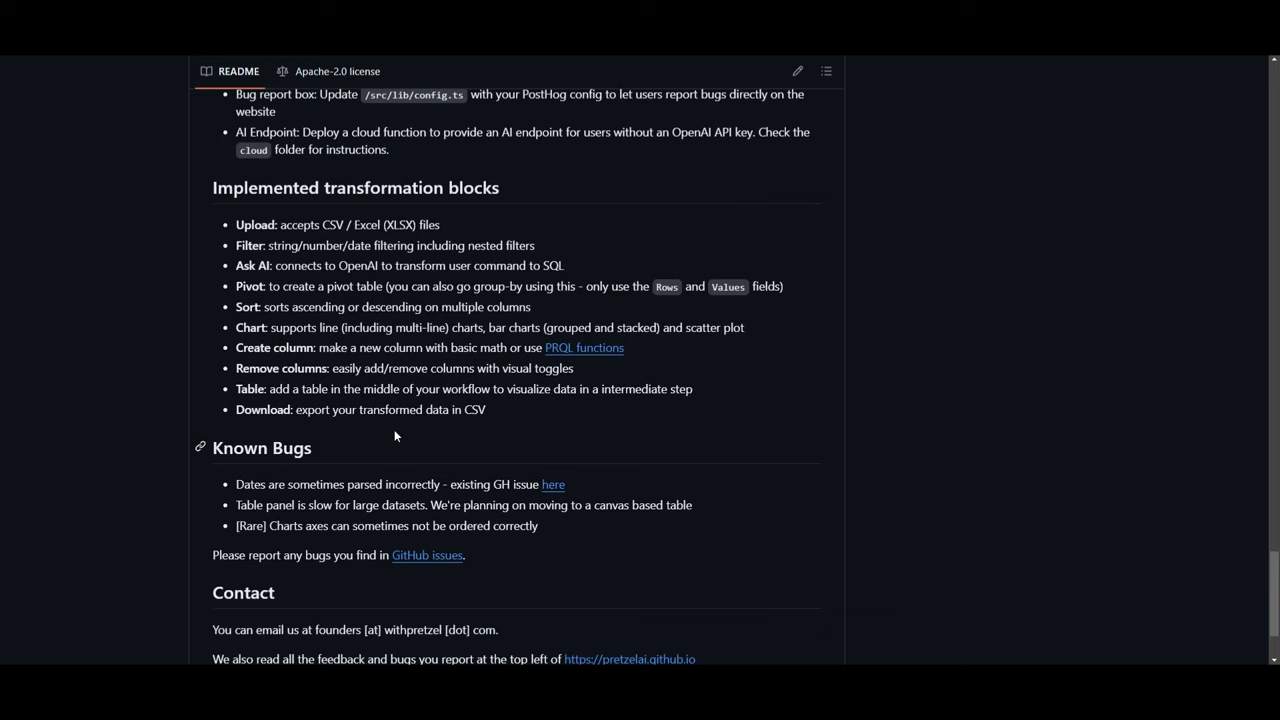 README Apache-2.0 license
Bug report box: Update /src/lib/config.ts with your PostHog config to let users report bugs directly on the
website
AI Endpoint: Deploy a cloud function to provide an AI endpoint for users without an OpenAI API key. Check the
cloud folder for instructions.
Implemented transformation blocks
Upload: accepts CSV / Excel (XLSX) files
Filter: string/number/date filtering including nested filters
Ask AI: connects to OpenAI to transform user command to SQL
Pivot: to create a pivot table (you can also go group-by using this - only use the Rows and Values fields)
Sort: sorts ascending or descending on multiple columns
Chart: supports line (including multi-line) charts, bar charts (grouped and stacked) and scatter plot
Create column: make a new column with basic math or use PRQL functions
Remove columns: easily add/remove columns with visual toggles
Table: add a table in the middle of your workflow to visualize data in a intermediate step
Download: export your transformed data in CSV
Known Bugs
Dates are sometimes parsed incorrectly - existing GH issue here
Table panel is slow for large datasets. We're planning on moving to a canvas based table
[Rare] Charts axes can sometimes not be ordered correctly
Please report any bugs you find in GitHub issues.
Contact
You can email us at founders [at] withpretzel [dot] com.
We also read all the feedback and bugs you report at the top left of https://pretzelai.github.io